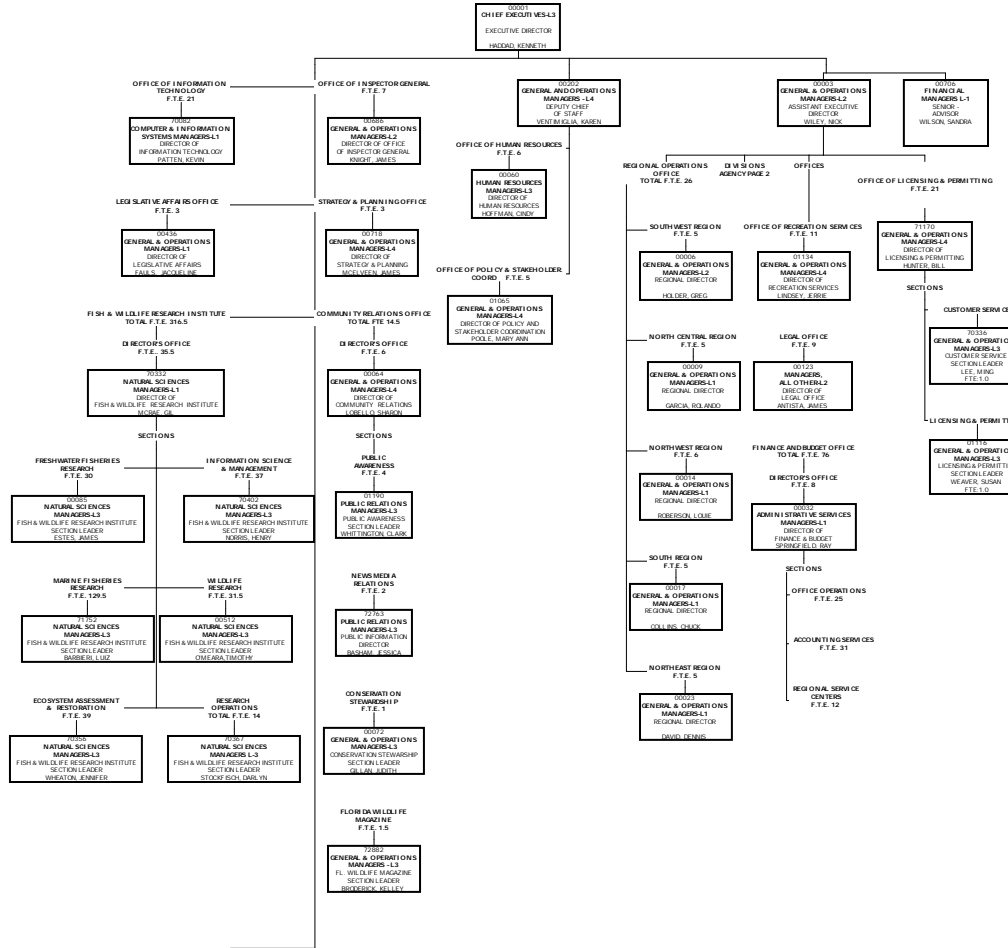 00001
CHIEF EXECUTIVES-L3
EXECUTIVE DIRECTOR
HADDAD, KENNETH
OFFICE OF INFORMATION
TECHNOLOGY
F.T.E. 21
70082
COMPUTER & INFORMATION
SYSTEMS MANAGERS-L1
DIRECTOR OF
INFORMATION TECHNOLOGY
PATTEN, KEVIN
OFFICE OF INSPECTOR GENERAL
F.T.E. 7
00686
GENERAL & OPERATIONS
MANAGERS-L2
DIRECTOR OF OFFICE
OF INSPECTOR GENERAL
KNIGHT, JAMES
00202
GENERAL AND OPERATIONS
MANAGERS - L4
DEPUTY CHIEF
OF STAFF
VENTIMIGLIA, KAREN
00003
GENERAL & OPERATIONS
MANAGERS-L2
ASSISTANT EXECUTIVE
DIRECTOR
WILEY, NICK
00706
FINANCIAL
MANAGERS L-1
SENIOR -
ADVISOR
WILSON, SANDRA
OFFICE OF HUMAN RESOURCES
F.T.E. 6
00060
HUMAN RESOURCES
MANAGERS-L3
DIRECTOR OF
HUMAN RESOURCES
HOFFMAN, CINDY
REGIONAL OPERATIONS
OFFICE
TOTAL F.T.E. 26
DIVISIONS
AGENCY PAGE 2
OFFICES
OFFICE OF LICENSING & PERMITTING
F.T.E. 21
LEGISLATIVE AFFAIRS OFFICE
F.T.E. 3
00436
GENERAL & OPERATIONS
MANAGERS-L1
DIRECTOR OF
LEGISLATIVE AFFAIRS
FAULS, JACQUELINE
STRATEGY & PLANNING OFFICE
F.T.E. 3
00718
GENERAL & OPERATIONS
MANAGERS-L4
DIRECTOR OF
STRATEGY & PLANNING
MCELVEEN, JAMES
OFFICE OF POLICY & STAKEHOLDER
COORD F.T.E. 5
01065
GENERAL & OPERATIONS
MANAGERS-L4
DIRECTOR OF POLICY AND
STAKEHOLDER COORDINATION
POOLE, MARY ANN
SOUTHWEST REGION
F.T.E. 5
00006
GENERAL & OPERATIONS
MANAGERS-L2
REGIONAL DIRECTOR
HOLDER, GREG
OFFICE OF RECREATION SERVICES
F.T.E. 11
01134
GENERAL & OPERATIONS
MANAGERS-L4
DIRECTOR OF
RECREATION SERVICES
LINDSEY, JERRIE
71170
GENERAL & OPERATIONS
MANAGERS-L4
DIRECTOR OF
LICENSING & PERMITTING
HUNTER, BILL
SECTIONS
CUSTOMER SERVICE
70336
GENERAL & OPERATIO
MANAGERS-L3
CUSTOMER SERVICE
SECTION LEADER
LEE, MING
FTE:1.0
LICENSING & PERMITT
01116
GENERAL & OPERATIO
MANAGERS-L3
LICENSING & PERMITTI
SECTION LEADER
WEAVER, SUSAN
FTE:1.0
FISH & WILDLIFE RESEARCH INSTITUTE
TOTAL F.T.E. 316.5
DIRECTOR'S OFFICE
F.T.E.. 35.5
70332
NATURAL SCIENCES
MANAGERS-L1
DIRECTOR OF
FISH & WILDLIFE RESEARCH INSTITUTE
MCRAE, GIL
SECTIONS
COMMUNITY RELATIONS OFFICE
TOTAL FTE 14.5
DIRECTOR'S OFFICE
F.T.E. 6
00064
GENERAL & OPERATIONS
MANAGERS-L4
DIRECTOR OF
COMMUNITY RELATIONS
LOBELLO, SHARON
SECTIONS
NORTH CENTRAL REGION
F.T.E. 5
00009
GENERAL & OPERATIONS
MANAGERS-L1
REGIONAL DIRECTOR
GARCIA, ROLANDO
LEGAL OFFICE
F.T.E. 9
00123
MANAGERS,
ALL OTHER-L2
DIRECTOR OF
LEGAL OFFICE
ANTISTA, JAMES
FRESHWATER FISHERIES
RESEARCH
F.T.E. 30
00085
NATURAL SCIENCES
MANAGERS-L3
FISH & WILDLIFE RESEARCH INSTITUTE
SECTION LEADER
ESTES, JAMES
INFORMATION SCIENCE
& MANAGEMENT
F.T.E. 37
70402
NATURAL SCIENCES
MANAGERS-L3
FISH & WILDLIFE RESEARCH INSTITUTE
SECTION LEADER
NORRIS, HENRY
PUBLIC
AWARENESS
F.T.E. 4
01190
PUBLIC RELATIONS
MANAGERS-L3
PUBLIC AWARENESS
SECTION LEADER
WHITTINGTON, CLARK
NORTHWEST REGION
F.T.E. 6
00014
GENERAL & OPERATIONS
MANAGERS-L1
REGIONAL DIRECTOR
ROBERSON, LOUIE
FINANCE AND BUDGET OFFICE
TOTAL F.T.E. 76
DIRECTOR'S OFFICE
F.T.E. 8
00032
ADMINISTRATIVE SERVICES
MANAGERS-L1
DIRECTOR OF
FINANCE & BUDGET
SPRINGFIELD, RAY
SECTIONS
OFFICE OPERATIONS
F.T.E. 25
ACCOUNTING SERVICES
F.T.E. 31
REGIONAL SERVICE
CENTERS
F.T.E. 12
MARINE FISHERIES
RESEARCH
F.T.E. 129.5
71752
NATURAL SCIENCES
MANAGERS-L3
FISH & WILDLIFE RESEARCH INSTITUTE
SECTION LEADER
BARBIERI, LUIZ
WILDLIFE
RESEARCH
F.T.E. 31.5
00512
NATURAL SCIENCES
MANAGERS-L3
FISH & WILDLIFE RESEARCH INSTITUTE
SECTION LEADER
O'MEARA,TIMOTHY
NEWS MEDIA
RELATIONS
F.T.E. 2
72763
PUBLIC RELATIONS
MANAGERS-L3
PUBLIC INFORMATION
DIRECTOR
BASHAM, JESSICA
SOUTH REGION
F.T.E. 5
00017
GENERAL & OPERATIONS
MANAGERS-L1
REGIONAL DIRECTOR
COLLINS, CHUCK
ECOSYSTEM ASSESSMENT
& RESTORATION
F.T.E. 39
70356
NATURAL SCIENCES
MANAGERS-L3
FISH & WILDLIFE RESEARCH INSTITUTE
SECTION LEADER
WHEATON, JENNIFER
RESEARCH
OPERATIONS
TOTAL F.T.E. 14
70367
NATURAL SCIENCES
MANAGERS L-3
FISH & WILDLIFE RESEARCH INSTITUTE
SECTION LEADER
STOCKFISCH, DARLYN
CONSERVATION
STEWARDSHIP
F.T.E. 1
00072
GENERAL & OPERATIONS
MANAGERS-L3
CONSERVATION STEWARSHIP
SECTION LEADER
GILLAN, JUDITH
NORTHEAST REGION
F.T.E. 5
00023
GENERAL & OPERATIONS
MANAGERS-L1
REGIONAL DIRECTOR
DAVID, DENNIS
FLORIDA WILDLIFE
MAGAZINE
F.T.E. 1.5
72882
GENERAL & OPERATIONS
MANAGERS - L3
FL. WILDLIFE MAGAZINE
SECTION LEADER
BRODERICK, KELLEY